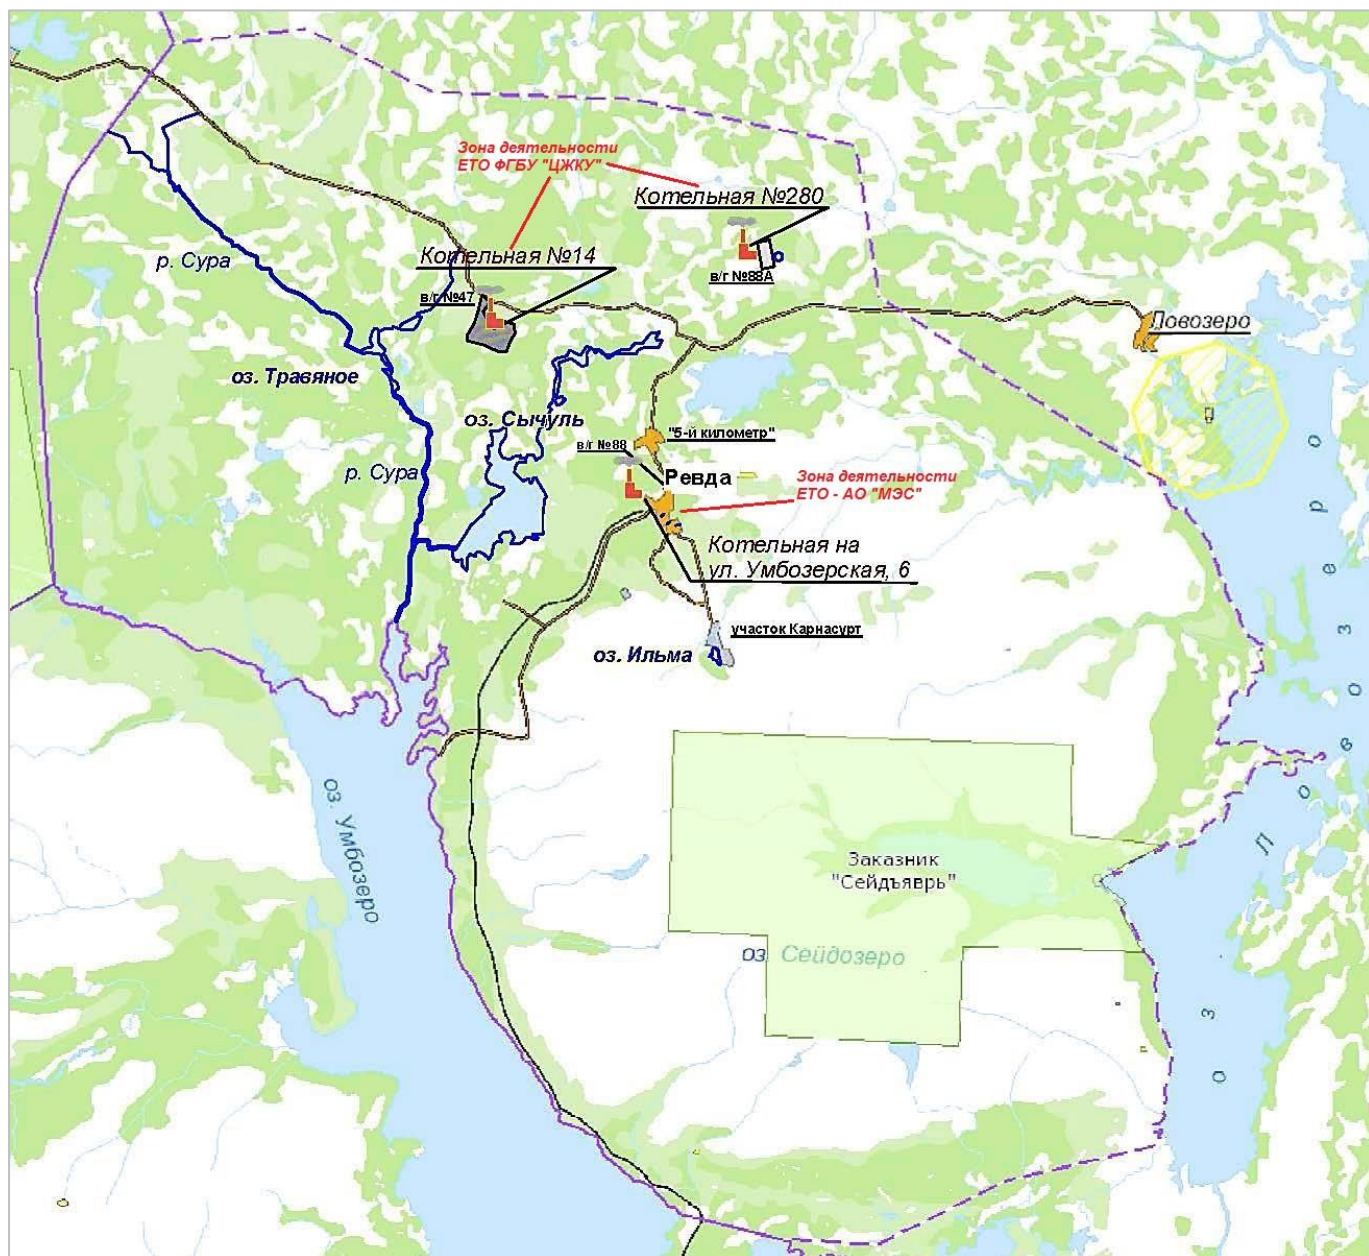 Зона деятельности
ЕТО ФГБУ "ЦЖКУ"
Котельная №280
р. Сура
Котельная №14
в/г №88А
в/г №47
Ловозеро
оз. Травяное
оз. Сычуль
"5-й километр"
в/г №88
р. Сура
Ревда
Зона деятельности
ЕТО - АО "МЭС"
Котельная на
ул. Умбозерская, 6
участок Карнасурт
оз. Ильма
оз. Умбозеро
Ловозеро
Заказник
"Сейдъяврь"
оз. Сейдозеро
оз